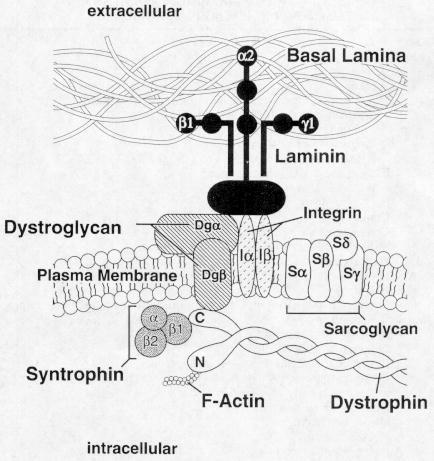 extracellular
α2
Basal Lamina
β1
γ1
Laminin
Integrin
Dgα
Dystroglycan
Sδ
Iα
Iβ
Sβ
Sα
Sγ
Plasma Membrane
Dgβ
C
α
β1
β2
Sarcoglycan
Syntrophin
N
F-Actin
Dystrophin
intracellular